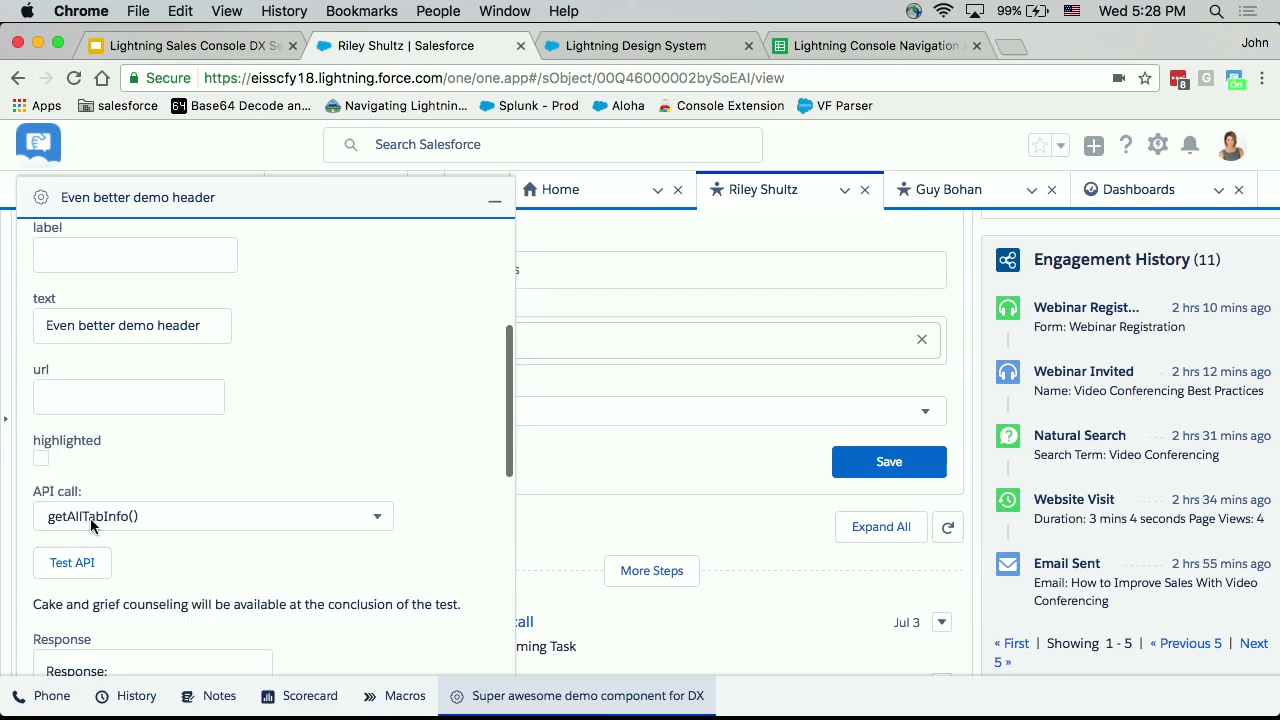 Chrome File Edit View History Bookmarks People Window Help 99% Wed 5:28 PM
Lightning Sales Console DX Se × Riley Shultz | Salesforce × Lightning Design System × Lightning Console Navigation × John
Secure https://eisscfy18.lightning.force.com/one/one.app#/sObject/00Q46000002bySoEAI/view 8 G On
Apps salesforce 64 Base64 Decode an... Navigating Lightnin... Splunk - Prod Aloha Console Extension VF Parser
Search Salesforce
Home Riley Shultz Guy Bohan Dashboards
Even better demo header
label
text
Even better demo header
url
highlighted
API call:
getAllTabInfo()
Test API
Cake and grief counseling will be available at the conclusion of the test.
Response
Response:
s
Save
Expand All
More Steps
call Jul 3
ming Task
Engagement History (11)
Webinar Regist... 2 hrs 10 mins ago
Form: Webinar Registration
Webinar Invited 2 hrs 12 mins ago
Name: Video Conferencing Best Practices
Natural Search 2 hrs 31 mins ago
Search Term: Video Conferencing
Website Visit 2 hrs 34 mins ago
Duration: 3 mins 4 seconds Page Views: 4
Email Sent 2 hrs 55 mins ago
Email: How to Improve Sales With Video
Conferencing
« First | Showing 1 - 5 | « Previous 5 | Next
5 »
Phone History Notes Scorecard Macros Super awesome demo component for DX